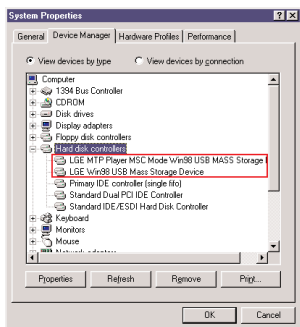 System Properties
General Device Manager Hardware Profiles Performance
View devices by type View devices by connection
Computer
1394 Bus Controller
CDROM
Disk drives
Display adapters
Floppy disk controllers
Hard disk controllers
LGE MTP Player MSC Mode Win98 USB MASS Storage
LGE Win98 USB Mass Storage Device
Primary IDE controller (single fifo)
Standard Dual PCI IDE Controller
Standard IDE/ESDI Hard Disk Controller
Keyboard
Monitors
Mouse
Network adapters
Properties Refresh Remove Print...
OK Cancel